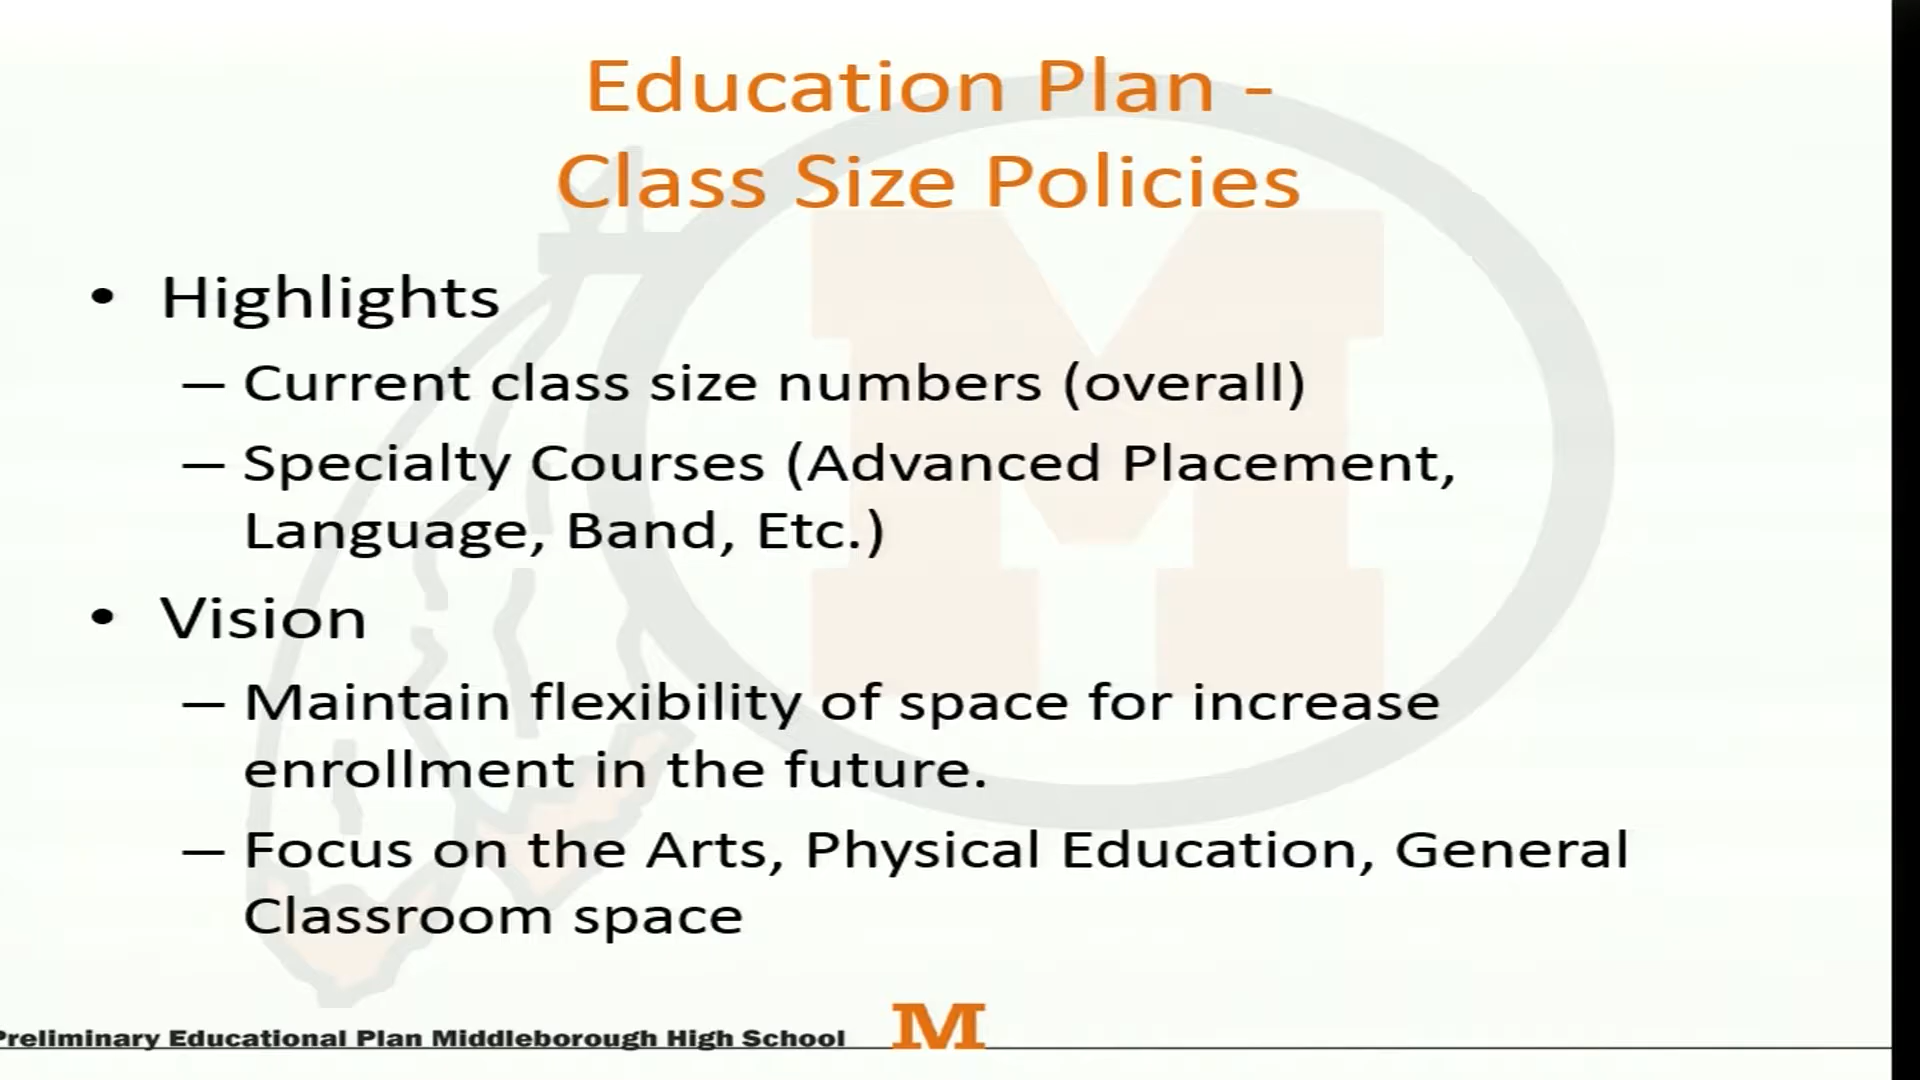 Education Plan -
Class Size Policies
• Highlights
– Current class size numbers (overall)
– Specialty Courses (Advanced Placement,
Language, Band, Etc.)
• Vision
– Maintain flexibility of space for increase
enrollment in the future.
– Focus on the Arts, Physical Education, General
Classroom space
Preliminary Educational Plan Middleborough High School
M